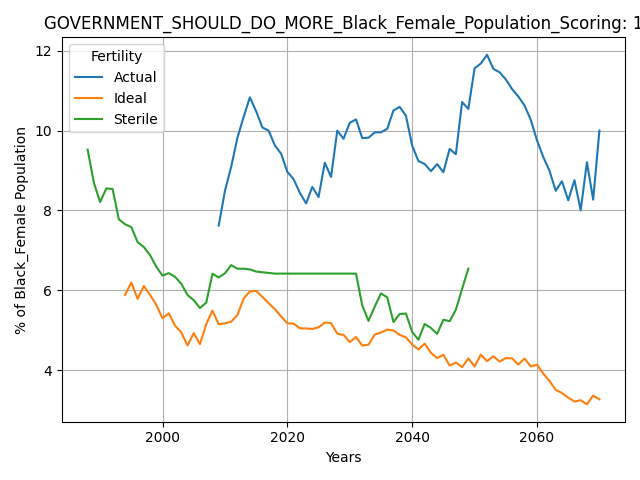 GOVERNMENT_SHOULD_DO_MORE_Black_Female_Population_Scoring: 1
Fertility
Actual
Ideal
Sterile
% of Black_Female Population
12
10
8
6
4
2000
2020
2040
2060
Years